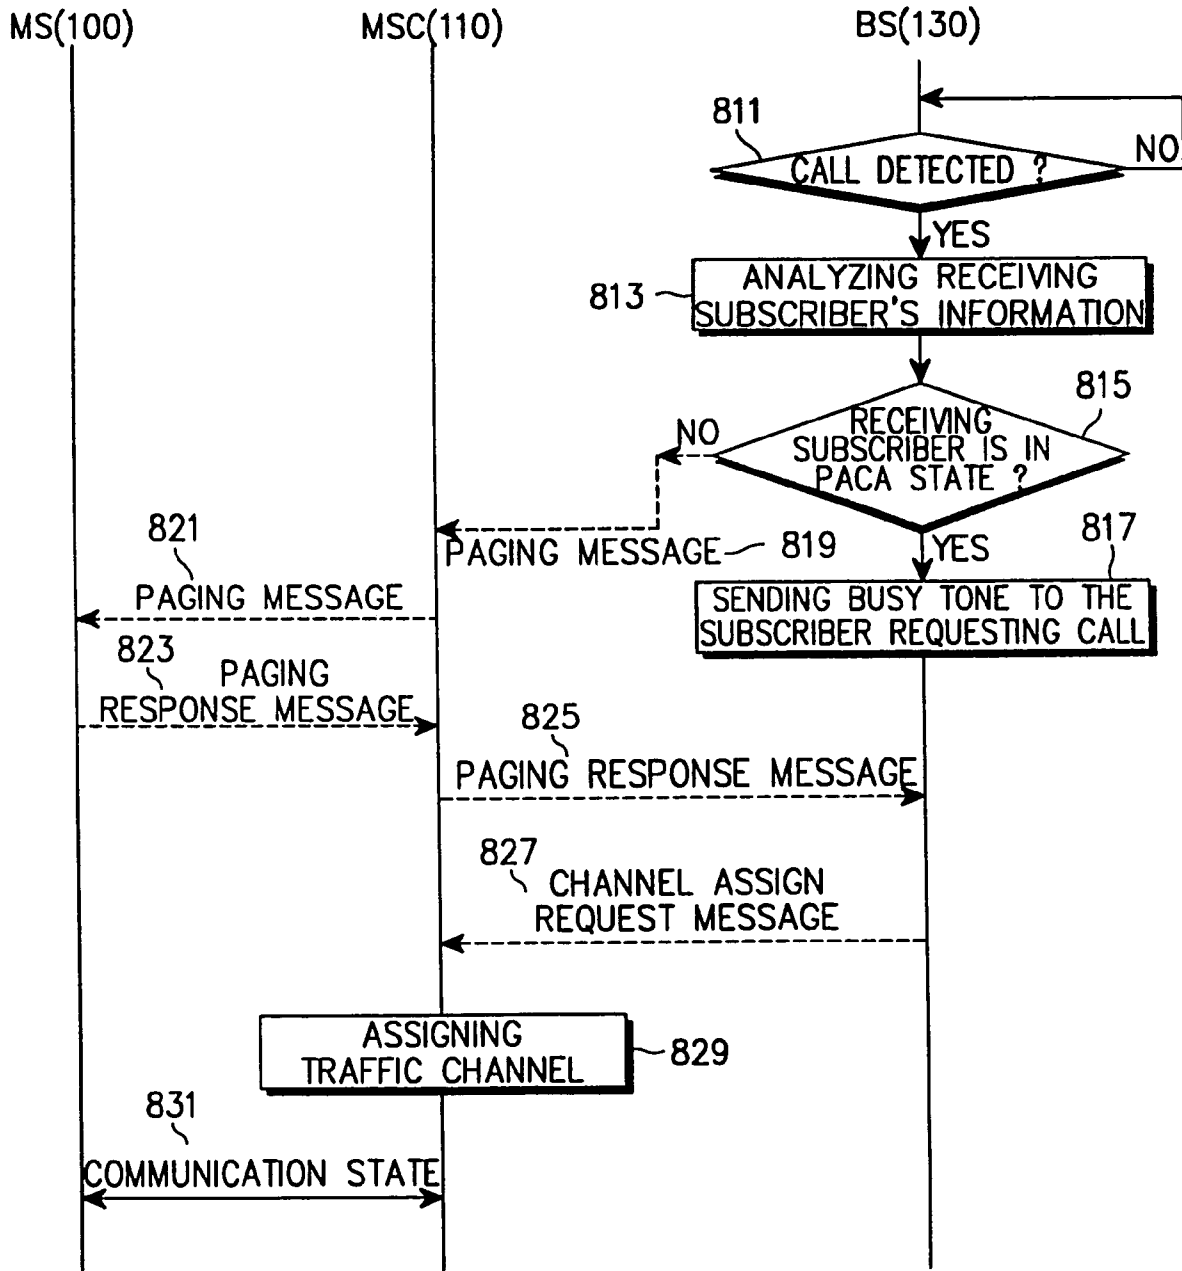 MS(100)
MSC(110)
BS(130)
811
CALL DETECTED ?
NO
YES
813
ANALYZING RECEIVING
SUBSCRIBER'S INFORMATION
815
RECEIVING
SUBSCRIBER IS IN
PACA STATE ?
NO
YES
PAGING MESSAGE
819
817
SENDING BUSY TONE TO THE
SUBSCRIBER REQUESTING CALL
821
PAGING MESSAGE
823
PAGING
RESPONSE MESSAGE
825
PAGING RESPONSE MESSAGE
827
CHANNEL ASSIGN
REQUEST MESSAGE
ASSIGNING
TRAFFIC CHANNEL
829
831
COMMUNICATION STATE